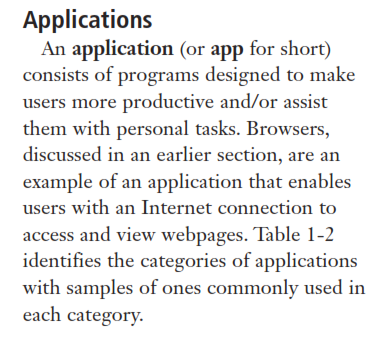 Applications
An application (or app for short)
consists of programs designed to make
users more productive and/or assist
them with personal tasks. Browsers,
discussed in an earlier section, are an
example of an application that enables
users with an Internet connection to
access and view webpages. Table 1-2
identifies the categories of applications
with samples of ones commonly used in
each category.